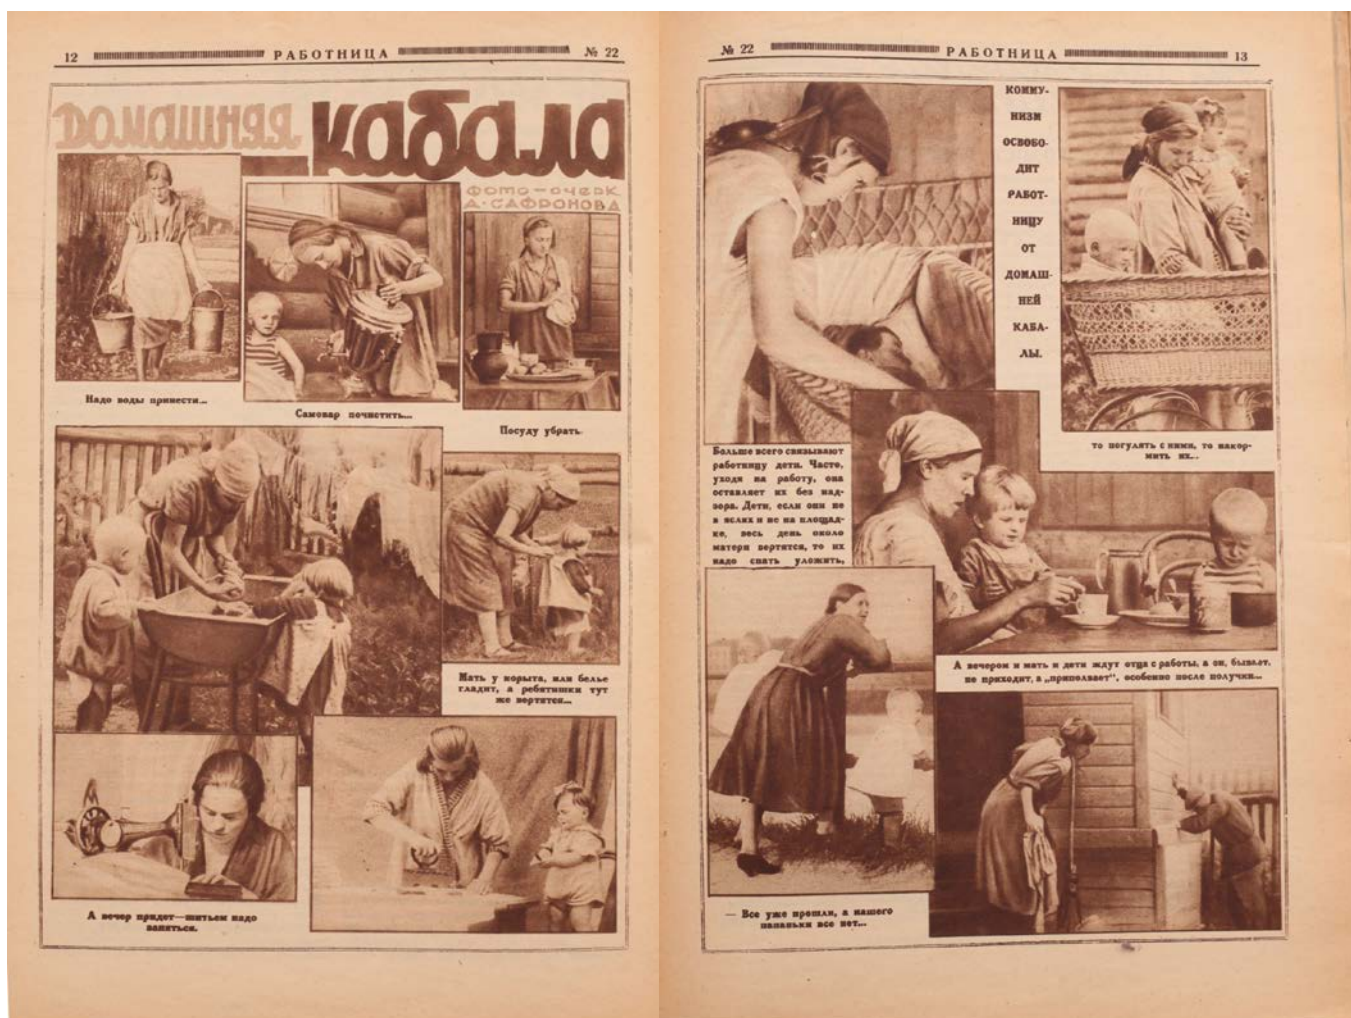 12 РАБОТНИЦА № 22
ДОМАШНЯЯ
КАБАЛА
ФОТО-ОЧЕРК
А. САФРОНОВА
Надо воды принести...
Самовар почистить...
Посуду убрать.
Мать у корыта, или белье
гладит, а ребятишки тут
же вертятся...
А вечер придет—шитьем надо
заняться.
№ 22 РАБОТНИЦА 13
КОММУ-
НИЗМ
ОСВОБО-
ДИТ
РАБОТ-
НИЦУ
ОТ
ДОМАШ-
НЕЙ
КАБА-
ЛЫ.
Больше всего связывают
работницу дети. Часто,
уходя на работу, она
оставляет их без над-
зора. Дети, если они не
в яслях и не на площад-
ке, весь день около
матери вертятся, то их
надо спать уложить,
то погулять с ними, то накор-
мить их...
А вечером и мать и дети ждут отца с работы, а он, бывает,
не приходит, а „приползает“, особенно после получки...
— Все уже прошли, а нашего
папаньки все нет...